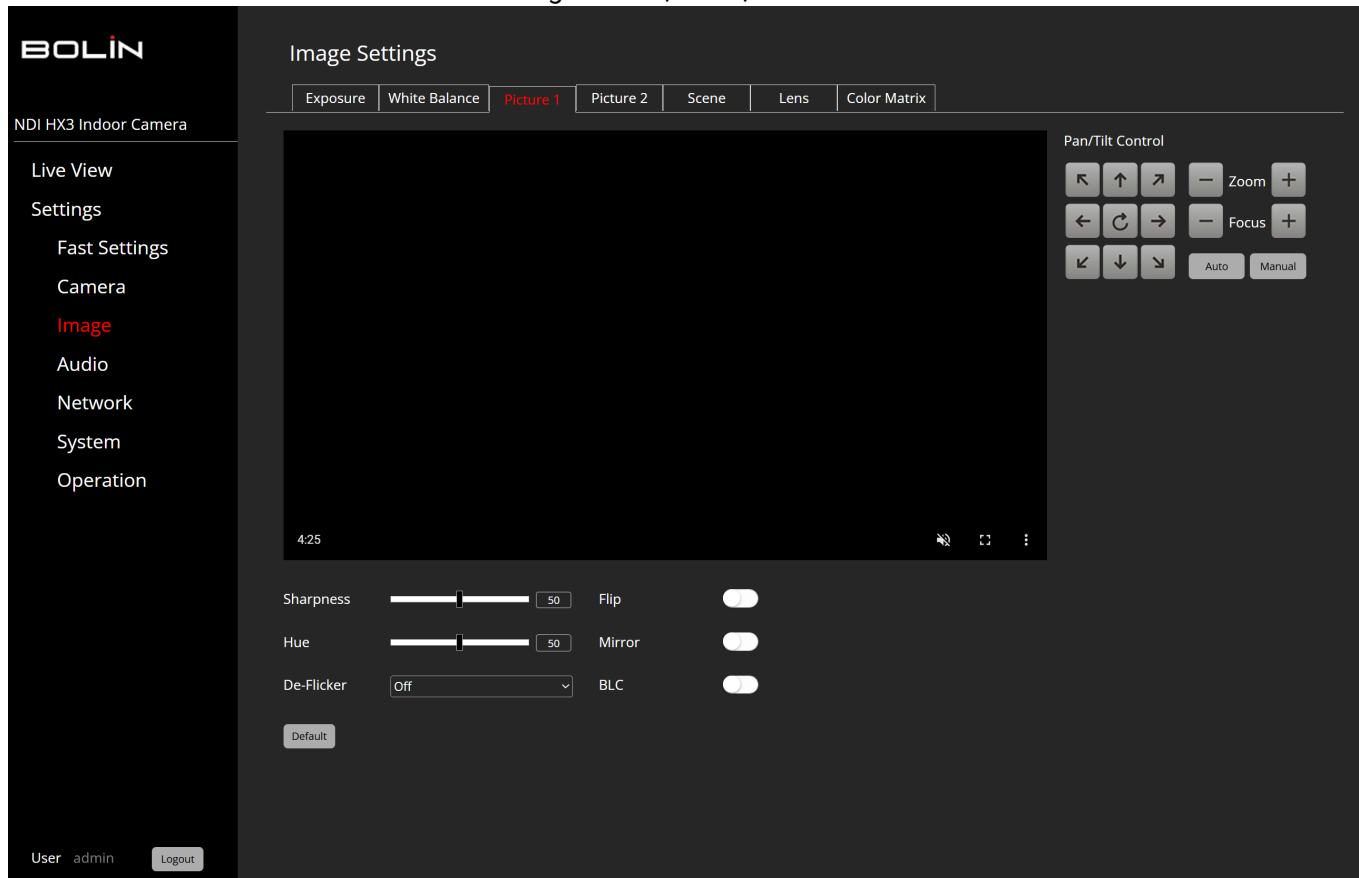 BOLIN
NDI HX3 Indoor Camera
Live View
Settings
Fast Settings
Camera
Image
Audio
Network
System
Operation
User admin Logout
Image Settings
Exposure White Balance Picture 1 Picture 2 Scene Lens Color Matrix
Pan/Tilt Control
Zoom
Focus
Auto Manual
4:25
Sharpness 50 Flip
Hue 50 Mirror
De-Flicker Off BLC
Default